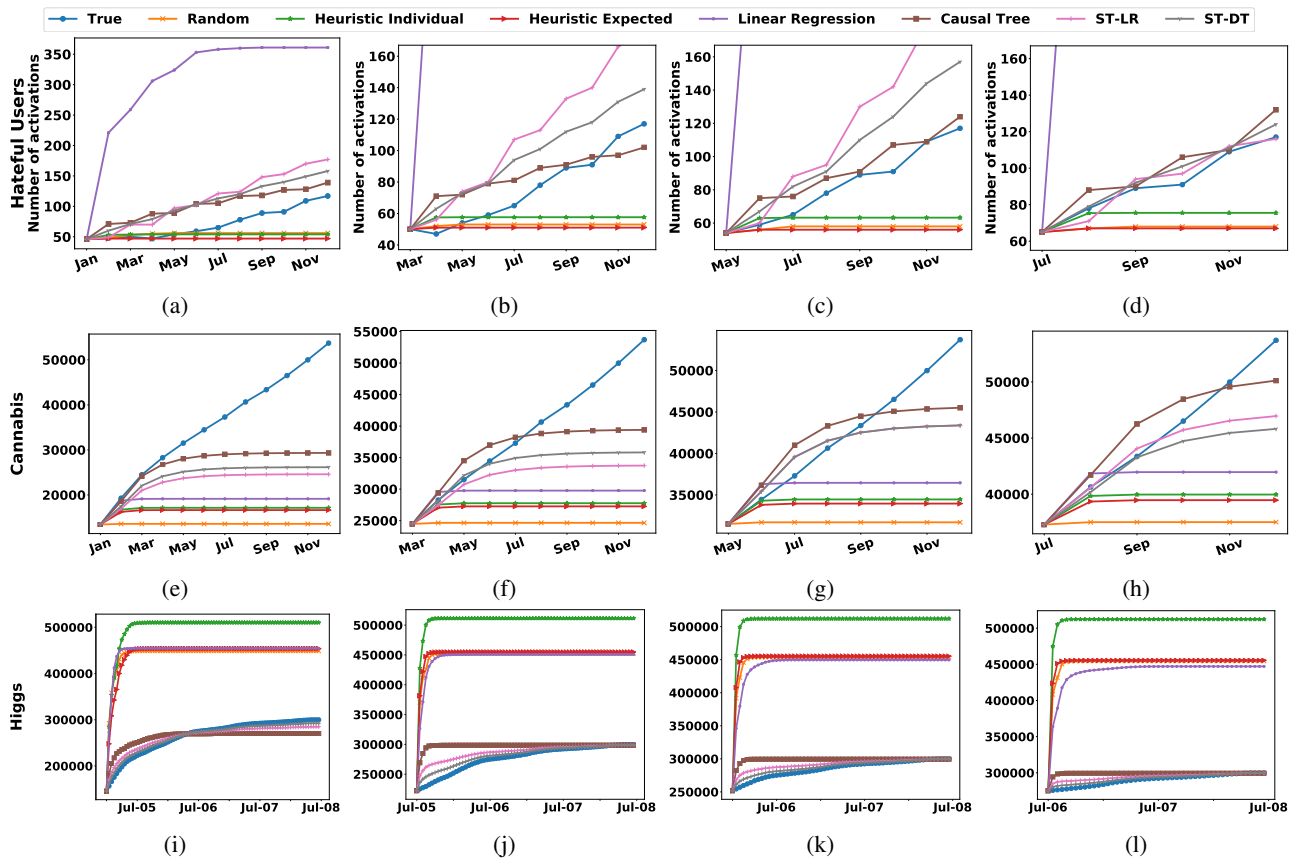 True Random Heuristic Individual Heuristic Expected Linear Regression Causal Tree ST-LR ST-DT
Hateful Users
Number of activations
350
300
250
200
150
100
50
Jan Mar May Jul Sep Nov
(a)
Number of activations
160
140
120
100
80
60
40
Mar May Jul Sep Nov
(b)
Number of activations
160
140
120
100
80
60
May Jul Sep Nov
(c)
Number of activations
160
140
120
100
80
60
Jul Sep Nov
(d)
Cannabis
50000
40000
30000
20000
Jan Mar May Jul Sep Nov
(e)
55000
50000
45000
40000
35000
30000
25000
Mar May Jul Sep Nov
(f)
45000
40000
35000
May Jul Sep Nov
(g)
50000
45000
40000
Jul Sep Nov
(h)
Higgs
500000
400000
300000
200000
Jul-05 Jul-06 Jul-07 Jul-08
(i)
500000
450000
400000
350000
300000
250000
Jul-05 Jul-06 Jul-07 Jul-08
(j)
500000
450000
400000
350000
300000
250000
Jul-06 Jul-07 Jul-08
(k)
500000
450000
400000
350000
300000
Jul-06 Jul-07 Jul-08
(l)